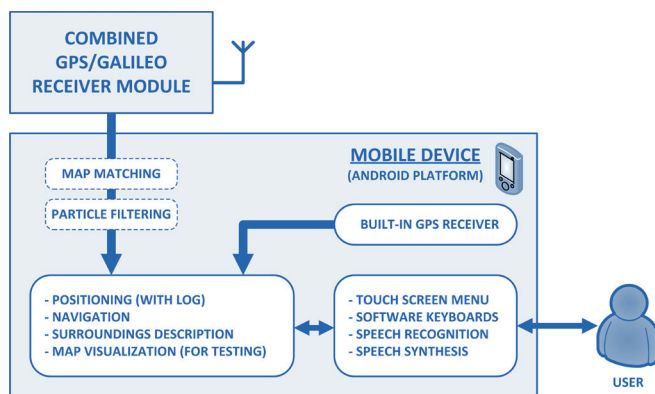 COMBINED
GPS/GALILEO
RECEIVER MODULE
MOBILE DEVICE
(ANDROID PLATFORM)
MAP MATCHING
PARTICLE FILTERING
BUILT-IN GPS RECEIVER
- POSITIONING (WITH LOG)
- NAVIGATION
- SURROUNDINGS DESCRIPTION
- MAP VISUALIZATION (FOR TESTING)
- TOUCH SCREEN MENU
- SOFTWARE KEYBOARDS
- SPEECH RECOGNITION
- SPEECH SYNTHESIS
USER